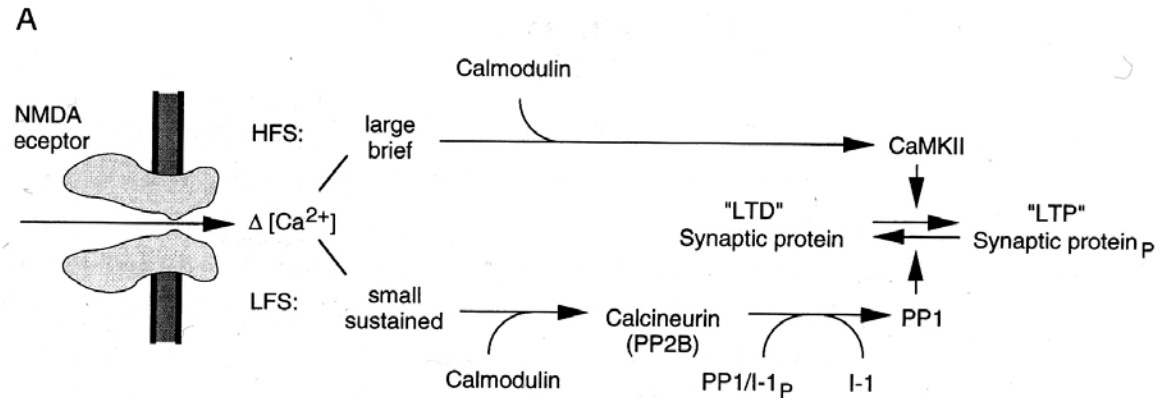 A
Calmodulin
NMDA
eceptor
HFS:
large
brief
CaMKII
Δ [Ca2+]
"LTD"
Synaptic protein
"LTP"
Synaptic proteinP
LFS:
small
sustained
Calcineurin
(PP2B)
PP1
Calmodulin
PP1/I-1P
I-1